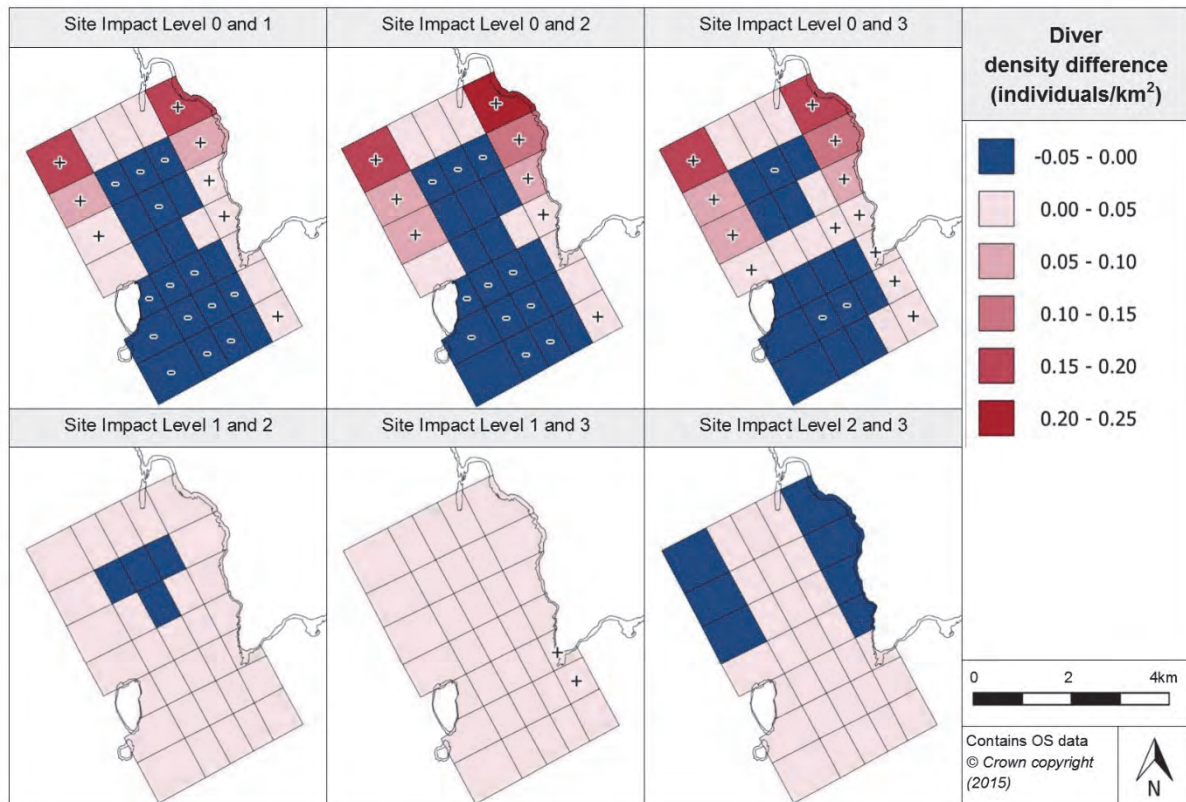 Site Impact Level 0 and 1
Site Impact Level 0 and 2
Site Impact Level 0 and 3
Diver
density difference
(individuals/km²)
-0.05 - 0.00
0.00 - 0.05
0.05 - 0.10
0.10 - 0.15
0.15 - 0.20
0.20 - 0.25
Site Impact Level 1 and 2
Site Impact Level 1 and 3
Site Impact Level 2 and 3
0 2 4km
Contains OS data
© Crown copyright
(2015)
N